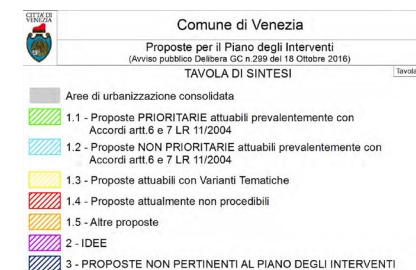 CITTA' DI
VENEZIA
Comune di Venezia
Proposte per il Piano degli Interventi
(Avviso pubblico Delibera GC n.299 del 18 Ottobre 2016)
TAVOLA DI SINTESI
Tavola
Aree di urbanizzazione consolidata
1.1 - Proposte PRIORITARIE attuabili prevalentemente con
Accordi artt.6 e 7 LR 11/2004
1.2 - Proposte NON PRIORITARIE attuabili prevalentemente con
Accordi artt.6 e 7 LR 11/2004
1.3 - Proposte attuabili con Varianti Tematiche
1.4 - Proposte attualmente non procedibili
1.5 - Altre proposte
2 - IDEE
3 - PROPOSTE NON PERTINENTI AL PIANO DEGLI INTERVENTI